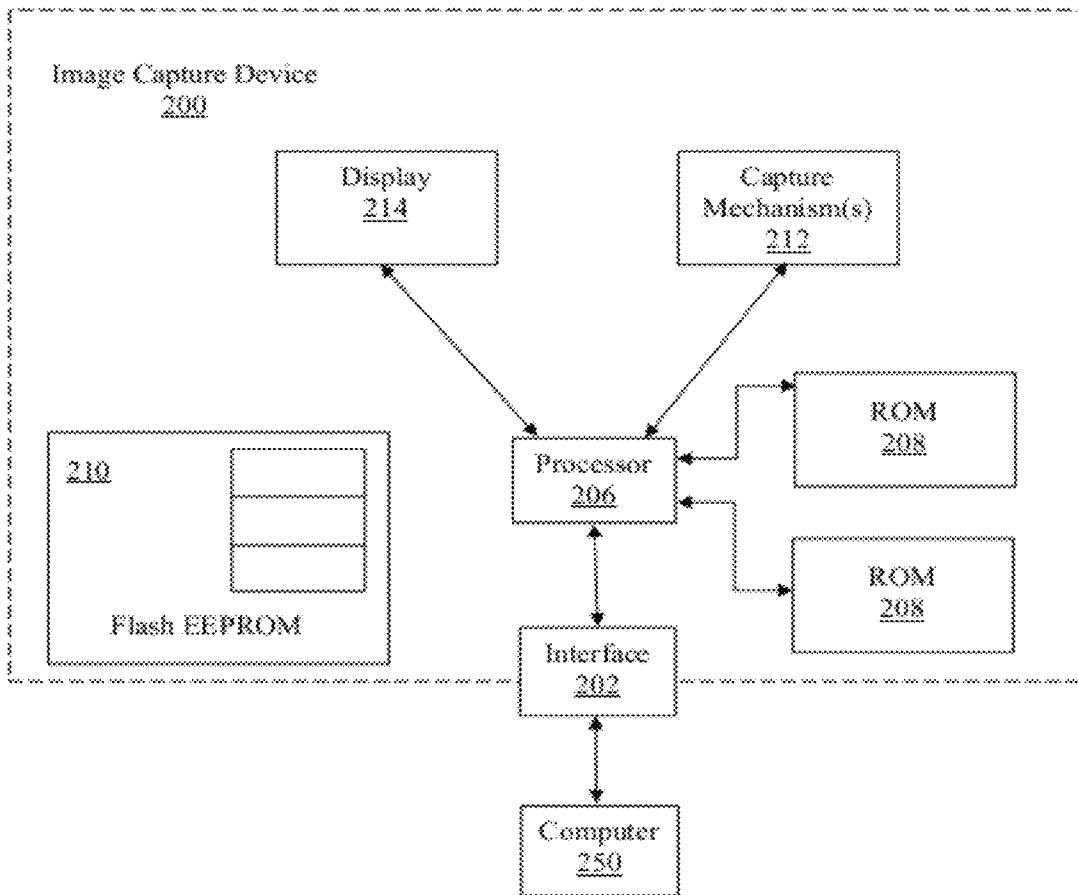 Image Capture Device
200
Display
214
Capture
Mechanism(s)
212
ROM
208
210
Processor
206
ROM
208
Flash EEPROM
Interface
202
Computer
250